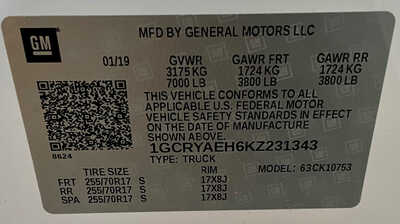 GM
MFD BY GENERAL MOTORS LLC
01/19 GVWR GAWR FRT GAWR RR
3175 KG 1724 KG 1724 KG
7000 LB 3800 LB 3800 LB
THIS VEHICLE CONFORMS TO ALL
APPLICABLE U.S. FEDERAL MOTOR
VEHICLE SAFETY STANDARDS IN EFFECT
ON THE DATE OF MANUFACTURE
SHOWN ABOVE.
8624
1GCRYAEH6KZ231343
TYPE: TRUCK MODEL: 63CK10753
TIRE SIZE RIM
FRT 255/70R17 S 17X8J
RR 255/70R17 S 17X8J
SPA 255/70R17 S 17X8J